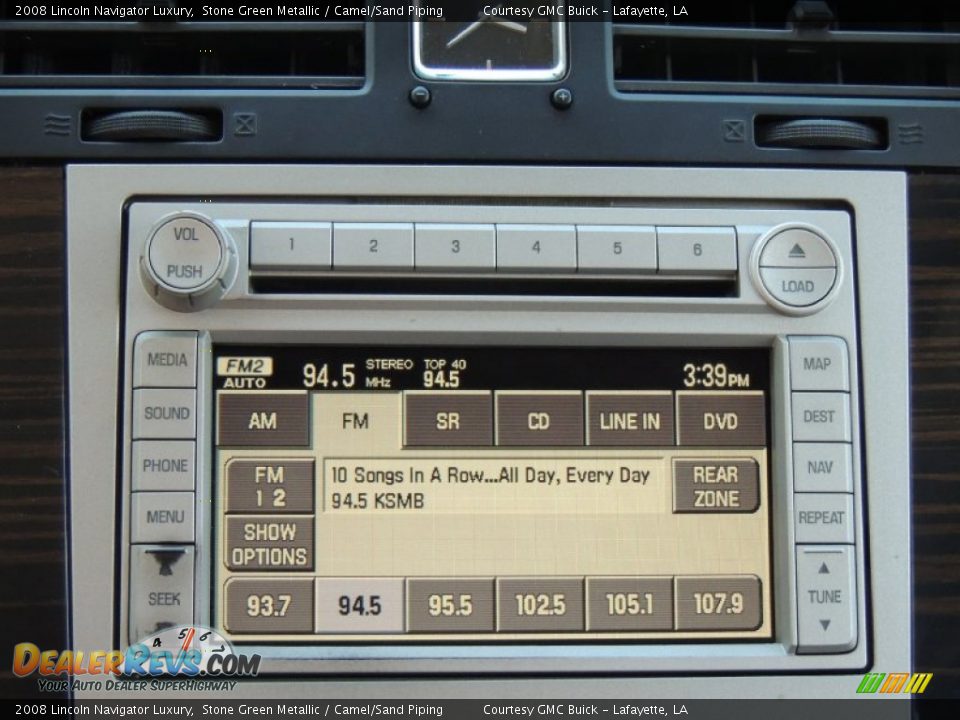 2008 Lincoln Navigator Luxury, Stone Green Metallic / Camel/Sand Piping Courtesy GMC Buick - Lafayette, LA
VOL
PUSH
1 2 3 4 5 6
LOAD
MEDIA
SOUND
PHONE
MENU
SEEK
FM2
AUTO
94.5 MHz
STEREO
TOP 40
94.5
3:39PM
AM FM SR CD LINE IN DVD
FM
1 2
10 Songs In A Row...All Day, Every Day
94.5 KSMB
REAR
ZONE
SHOW
OPTIONS
93.7 94.5 95.5 102.5 105.1 107.9
MAP
DEST
NAV
REPEAT
TUNE
4 5 6 7
DealerRevs.com
Your Auto Dealer SuperHighway
2008 Lincoln Navigator Luxury, Stone Green Metallic / Camel/Sand Piping Courtesy GMC Buick - Lafayette, LA